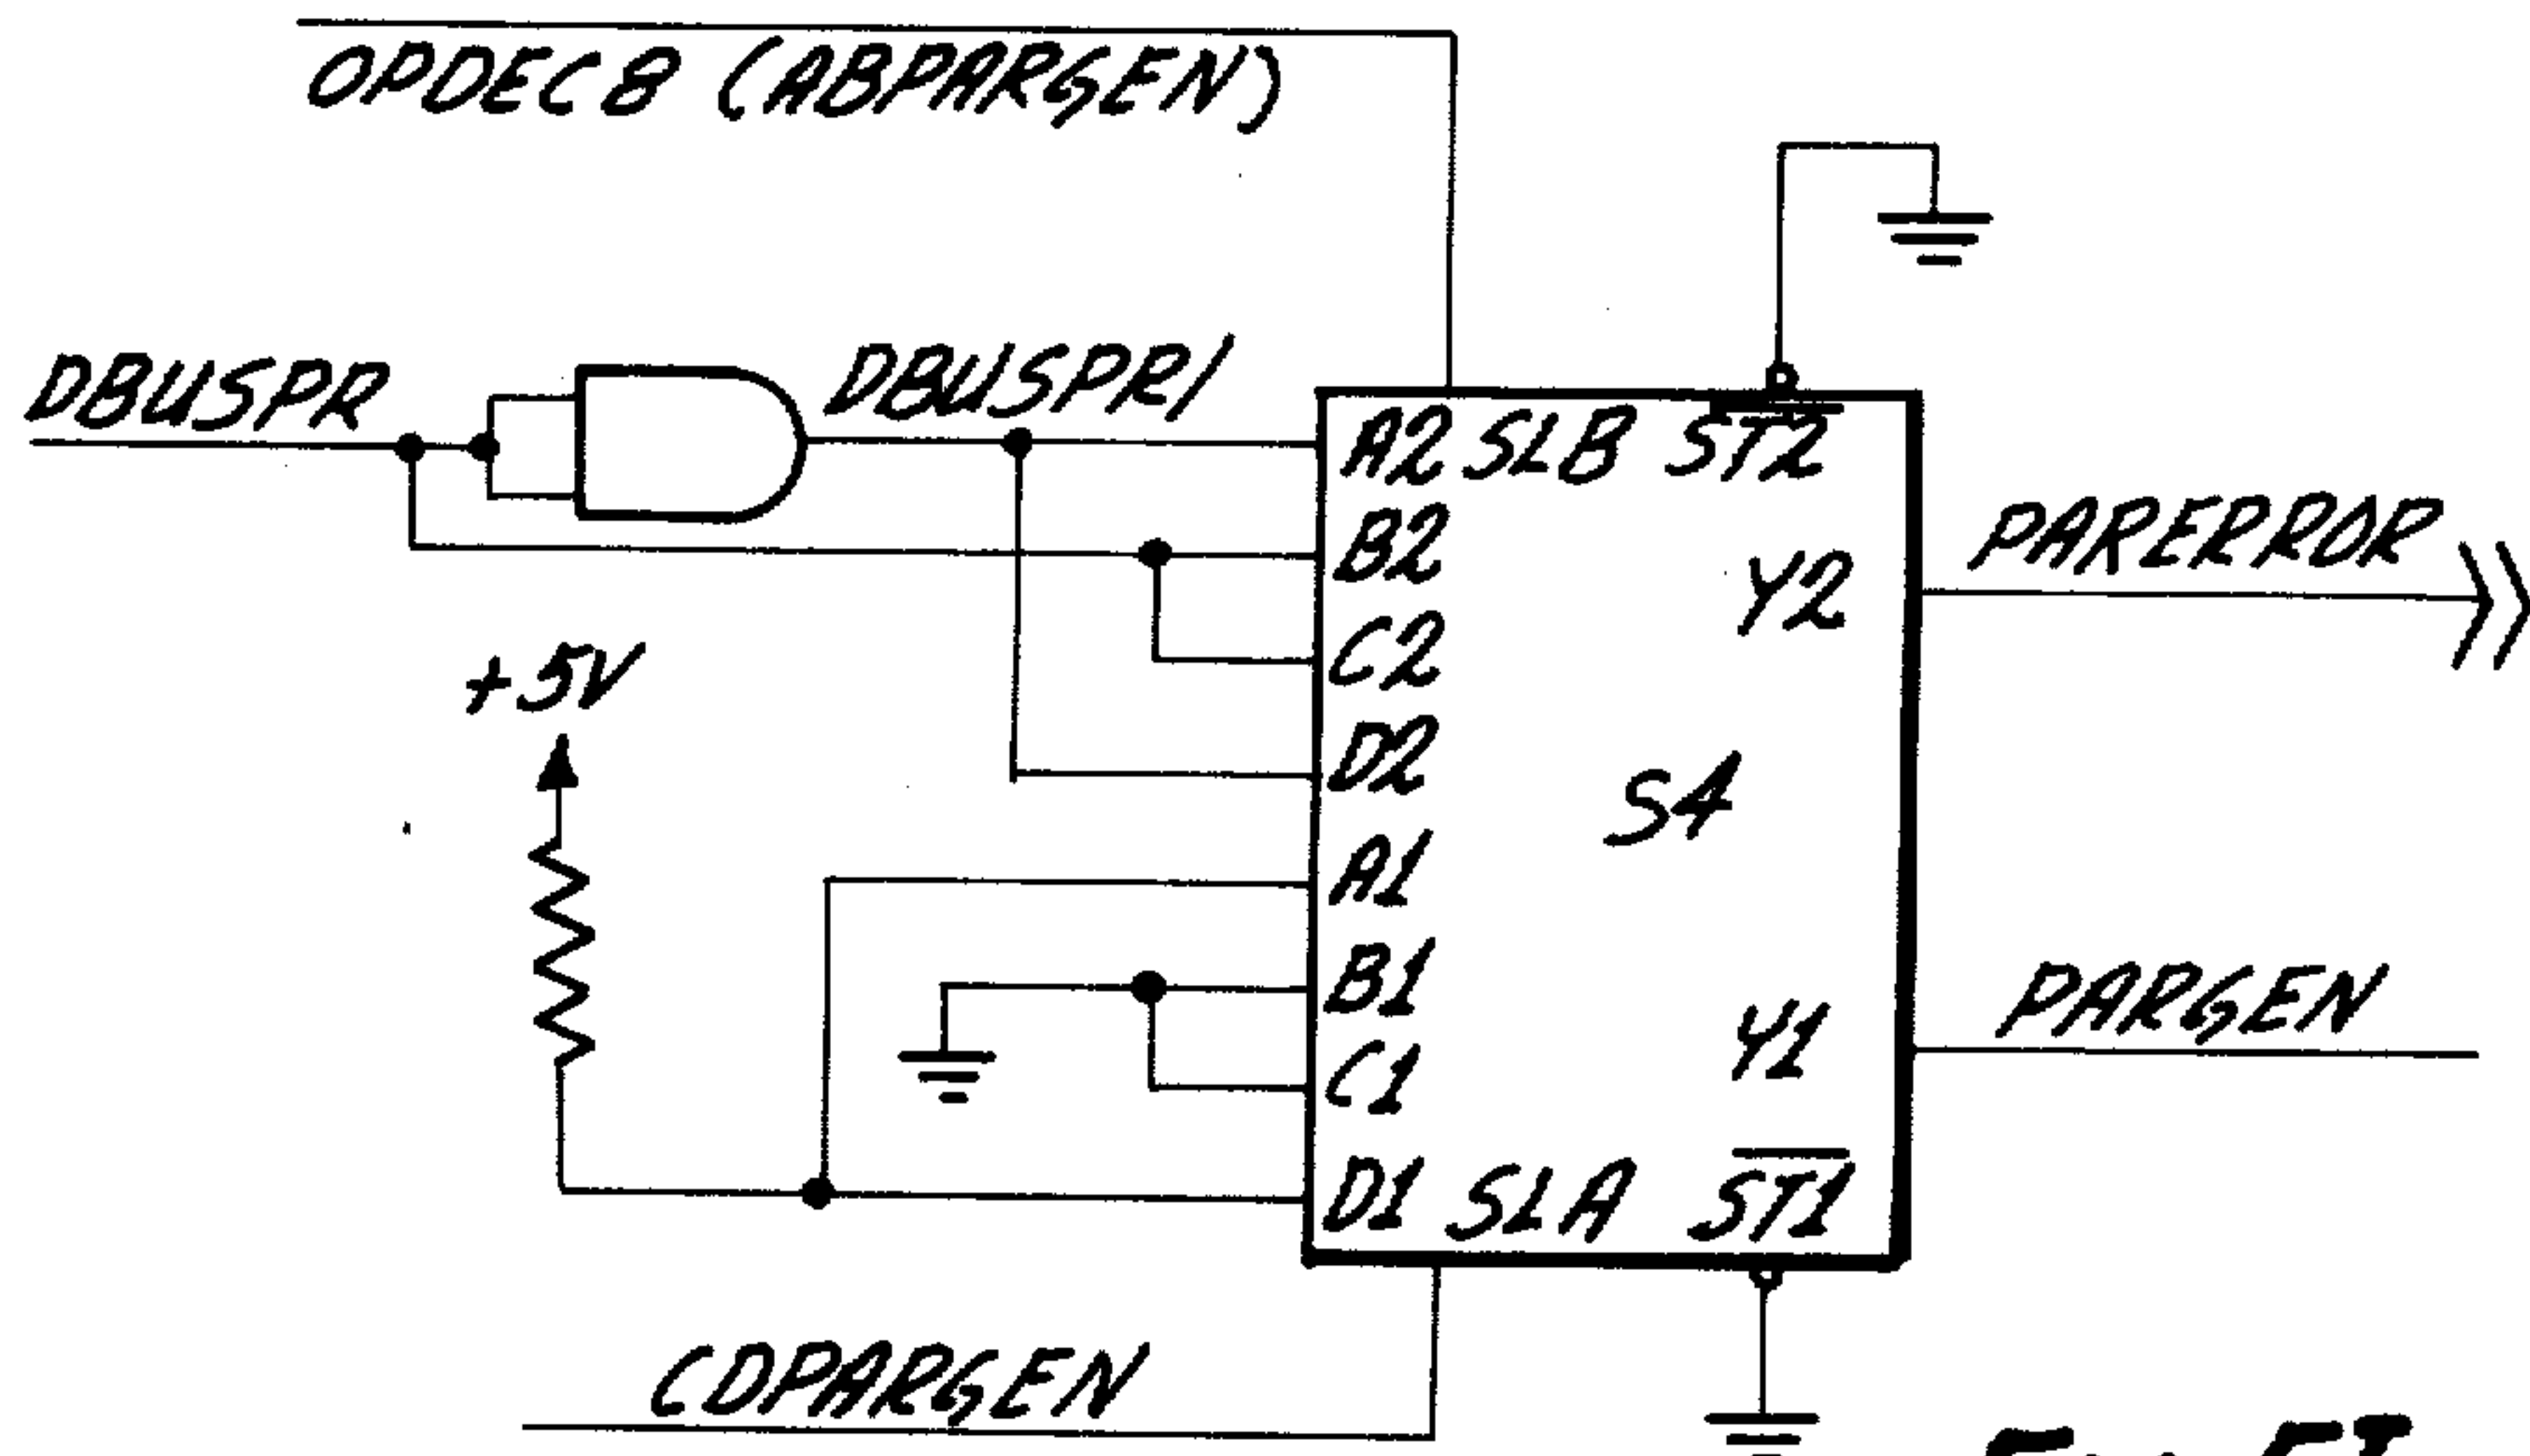 OPDEC8 (ABPARGEN)
DBUSPR
DBUSPR/
A2 SLB ST2
B2
PARERROR
Y2
C2
+5V
D2
S4
A1
B1
PARGEN
Y1
C1
D1 SLA ST1
CDPARGEN